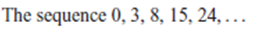 The sequence 0, 3, 8, 15, 24, . . .